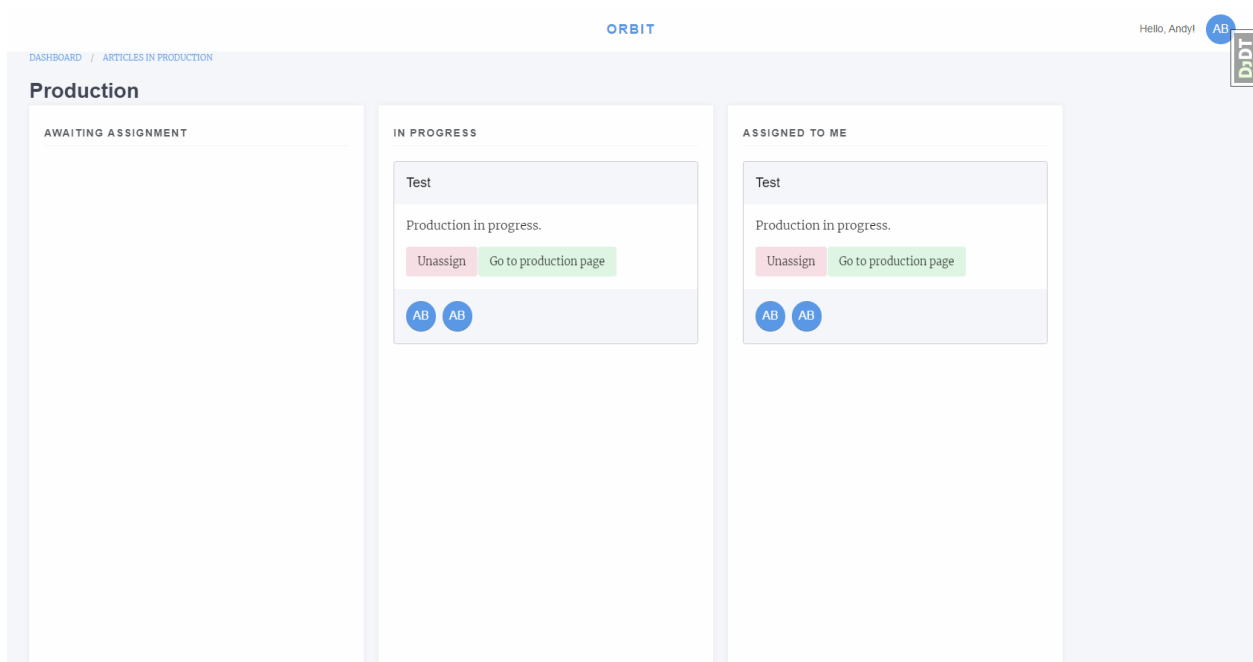 ORBIT
Hello, Andy!
AB
DJDT
DASHBOARD / ARTICLES IN PRODUCTION
Production
AWAITING ASSIGNMENT
IN PROGRESS
Test
Production in progress.
Unassign Go to production page
AB AB
ASSIGNED TO ME
Test
Production in progress.
Unassign Go to production page
AB AB